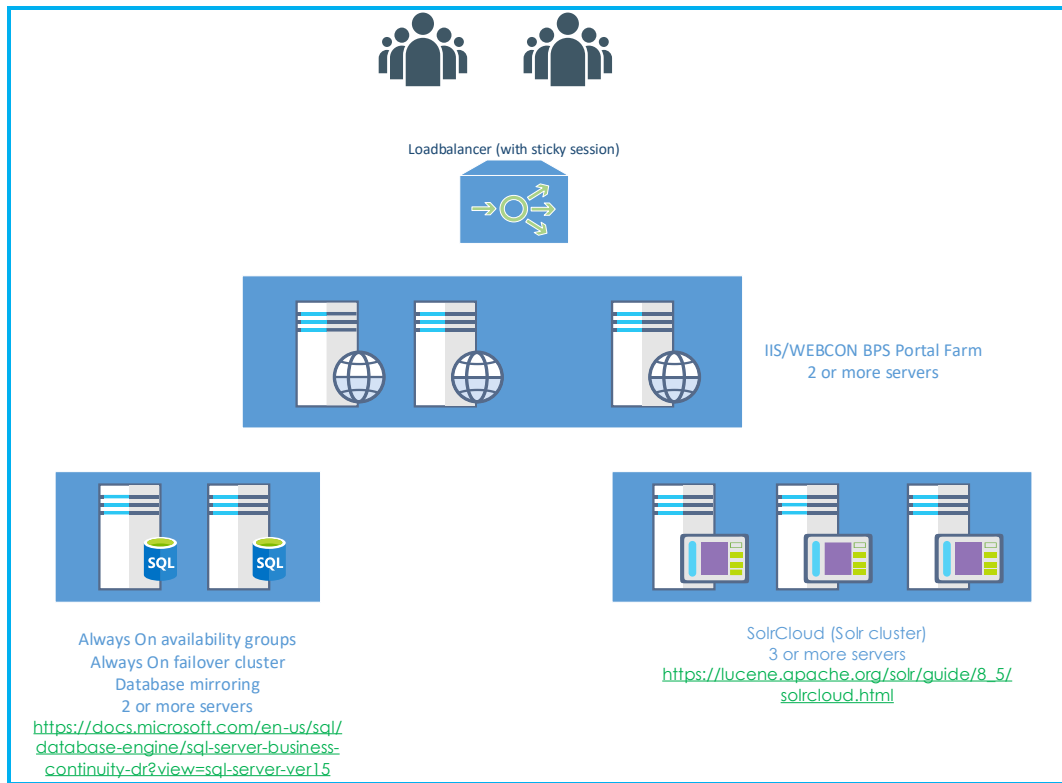 Loadbalancer (with sticky session)
IIS/WEBCON BPS Portal Farm
2 or more servers
SQL
SQL
Always On availability groups
Always On failover cluster
Database mirroring
2 or more servers
https://docs.microsoft.com/en-us/sql/
database-engine/sql-server-business-
continuity-dr?view=sql-server-ver15
SolrCloud (Solr cluster)
3 or more servers
https://lucene.apache.org/solr/guide/8_5/
solrcloud.html